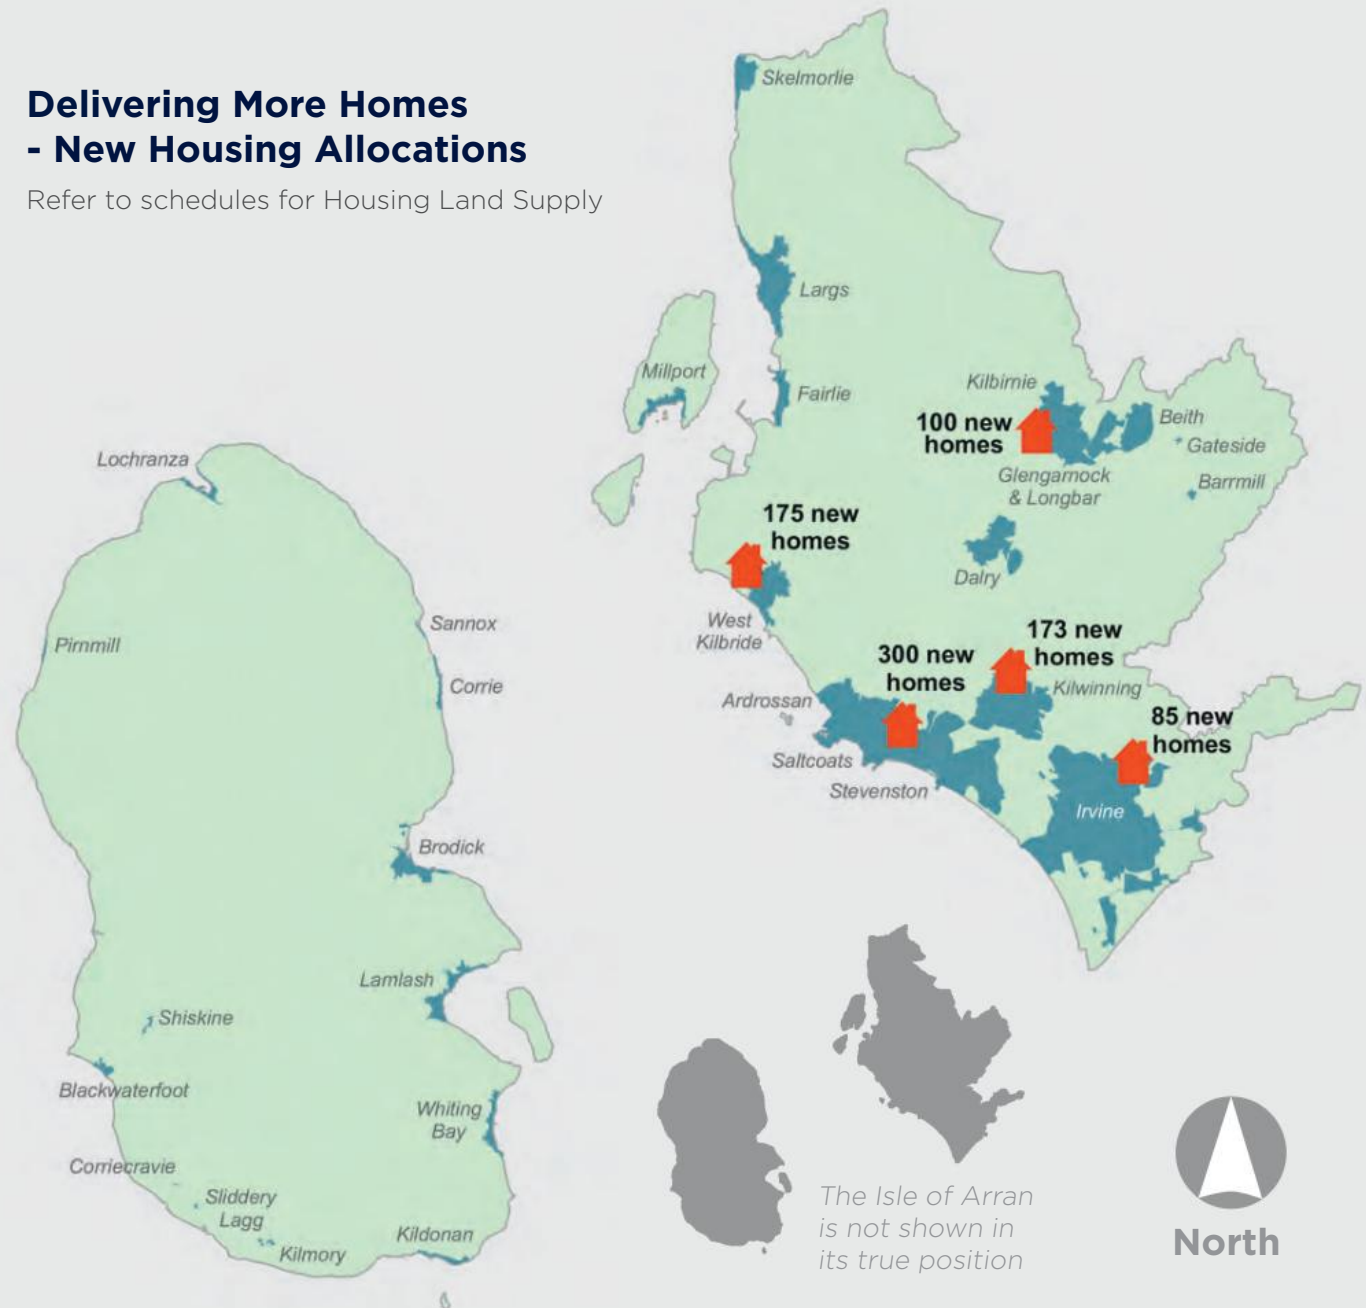 Delivering More Homes
- New Housing Allocations
Refer to schedules for Housing Land Supply
Skelmorlie
Largs
Millport
Fairlie
Kilbirnie
100 new
homes
Beith
Gateside
Glengarnock
& Longbar
Barrmill
175 new
homes
Dalry
West
Kilbride
173 new
homes
300 new
homes
Kilwinning
Ardrossan
85 new
homes
Saltcoats
Stevenston
Irvine
Lochranza
Sannox
Pirnmill
Corrie
Brodick
Lamlash
Shiskine
Blackwaterfoot
Whiting
Bay
Corriecravie
Sliddery
Lagg
Kildonan
Kilmory
The Isle of Arran
is not shown in
its true position
North